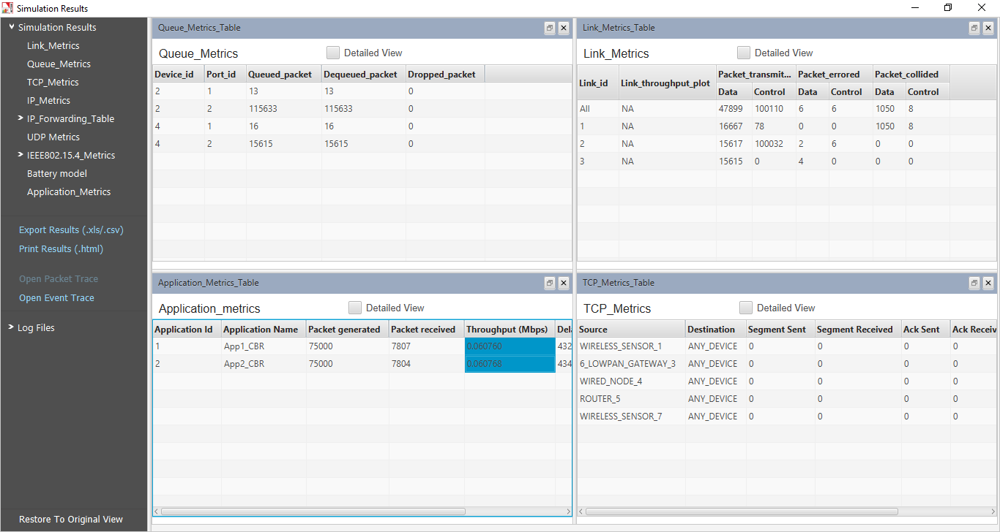 Simulation Results
Simulation Results
Link_Metrics
Queue_Metrics
TCP_Metrics
IP_Metrics
IP_Forwarding_Table
UDP Metrics
IEEE802.15.4_Metrics
Battery model
Application_Metrics
Export Results (.xls/.csv)
Print Results (.html)
Open Packet Trace
Open Event Trace
Log Files
Restore To Original View
Queue_Metrics_Table
Queue_Metrics Detailed View
Device_id Port_id Queued_packet Dequeued_packet Dropped_packet
2 1 13 13 0
2 2 115633 115633 0
4 1 16 16 0
4 2 15615 15615 0
Link_Metrics_Table
Link_Metrics Detailed View
Link_id Link_throughput_plot Packet_transmit... Packet_errored Packet_collided
Data Control Data Control Data Control
All NA 47899 100110 6 6 1050 8
1 NA 16667 78 0 0 1050 8
2 NA 15617 100032 2 6 0 0
3 NA 15615 0 4 0 0 0
Application_Metrics_Table
Application_metrics Detailed View
Application Id Application Name Packet generated Packet received Throughput (Mbps) Del
1 App1_CBR 75000 7807 0.060760 432
2 App2_CBR 75000 7804 0.060768 434
TCP_Metrics_Table
TCP_Metrics Detailed View
Source Destination Segment Sent Segment Received Ack Sent Ack Receiv
WIRELESS_SENSOR_1 ANY_DEVICE 0 0 0 0
6_LOWPAN_GATEWAY_3 ANY_DEVICE 0 0 0 0
WIRED_NODE_4 ANY_DEVICE 0 0 0 0
ROUTER_5 ANY_DEVICE 0 0 0 0
WIRELESS_SENSOR_7 ANY_DEVICE 0 0 0 0